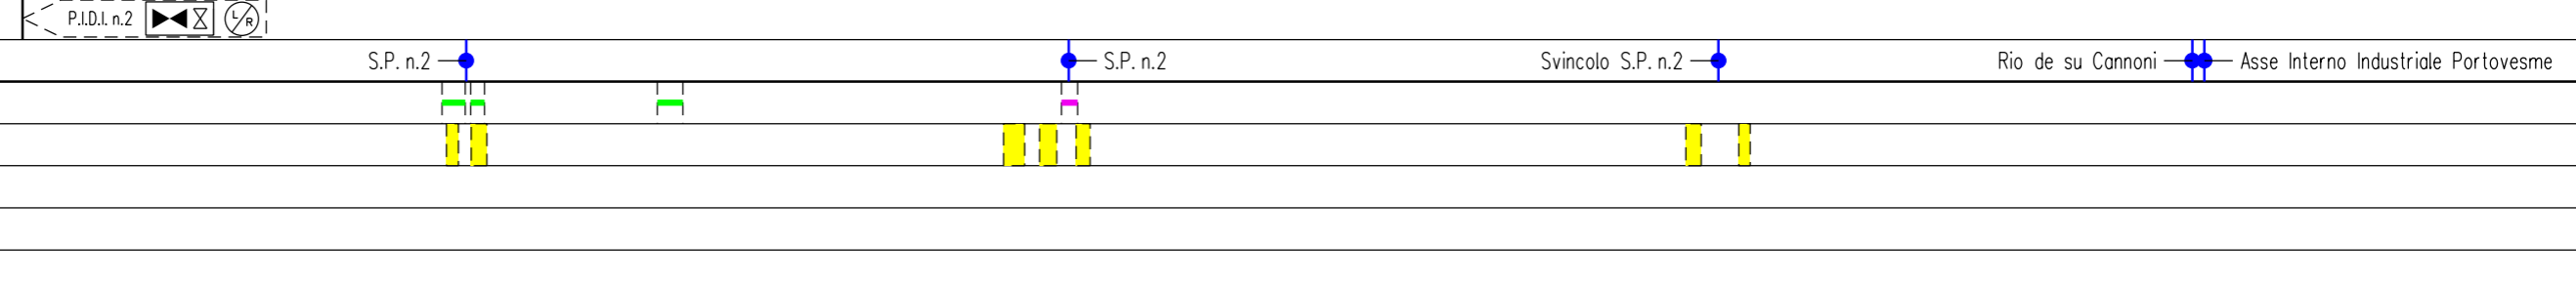 P.I.D.I. n.2 L/R
S.P. n.2 S.P. n.2 Svincolo S.P. n.2 Rio de su Cannoni Asse Interno Industriale Portovesme